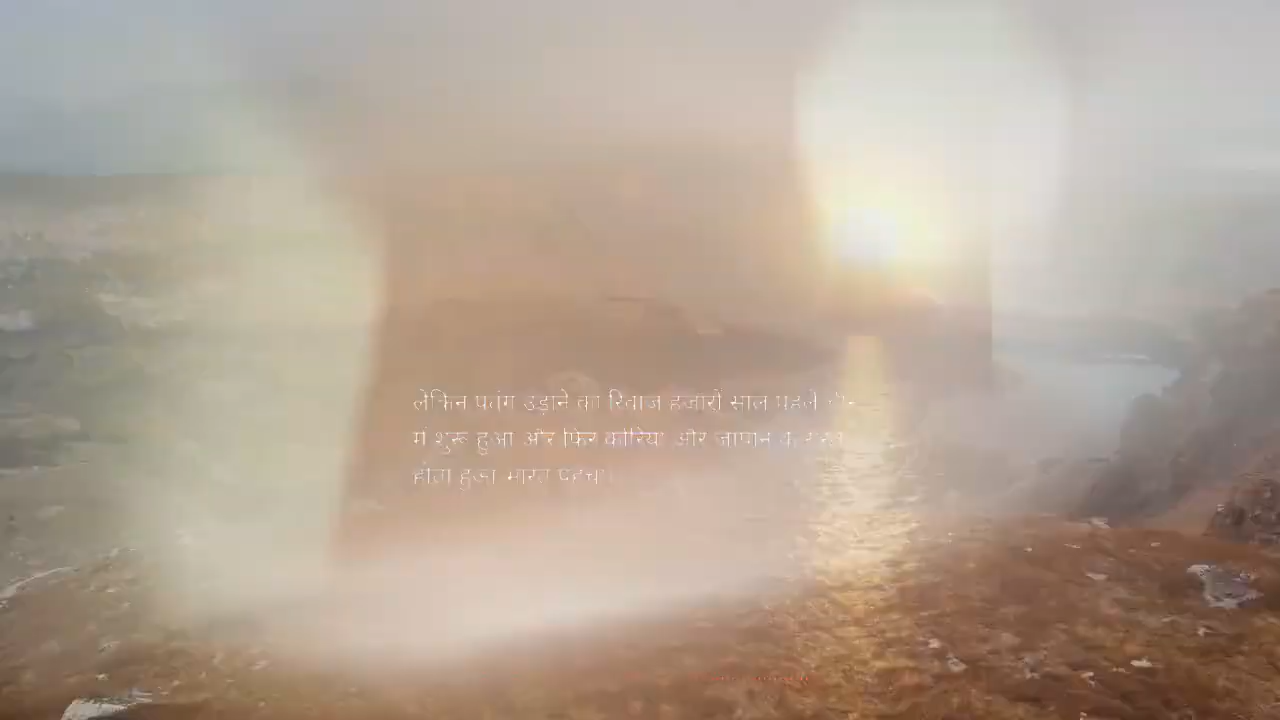 लेकिन पतंग उड़ाने का रिवाज हजारों साल पहले चीन
में शुरू हुआ और फिर कोरिया और जापान के रास्ते
होता हुआ भारत पहुंचा।